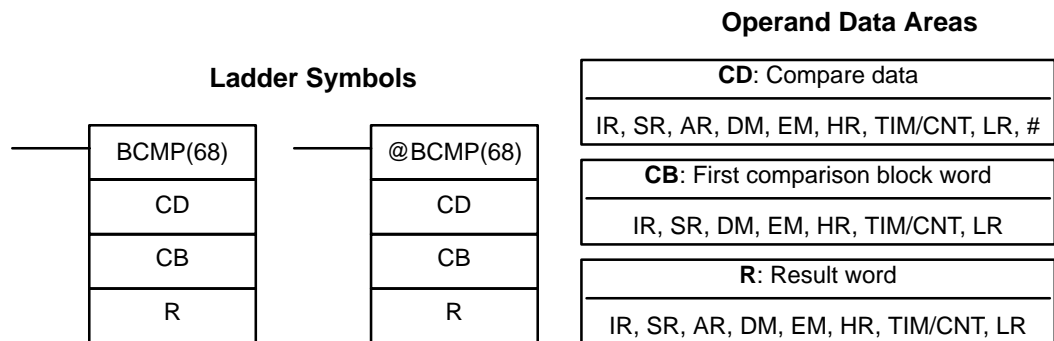 Operand Data Areas
Ladder Symbols
CD: Compare data
IR, SR, AR, DM, EM, HR, TIM/CNT, LR, #
BCMP(68)
@BCMP(68)
CB: First comparison block word
CD
CD
IR, SR, DM, EM, HR, TIM/CNT, LR
CB
CB
R: Result word
R
R
IR, SR, AR, DM, EM, HR, TIM/CNT, LR